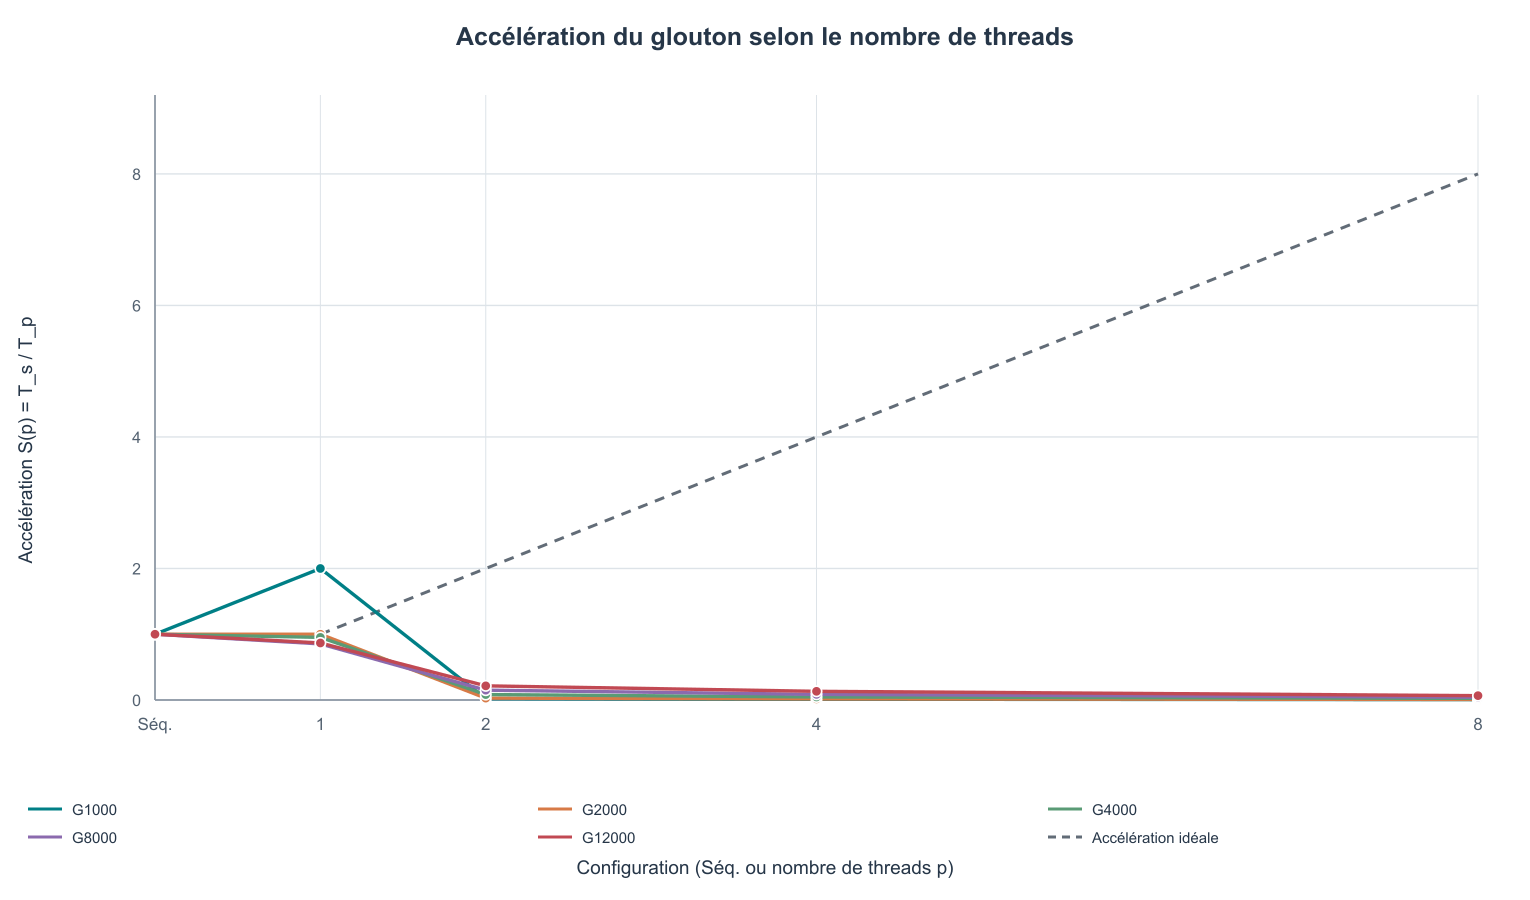 Accélération du glouton selon le nombre de threads
Accélération S(p) = T_s / T_p
8
6
4
2
0
Séq. 1 2 4 8
G1000 G2000 G4000
G8000 G12000 Accélération idéale
Configuration (Séq. ou nombre de threads p)